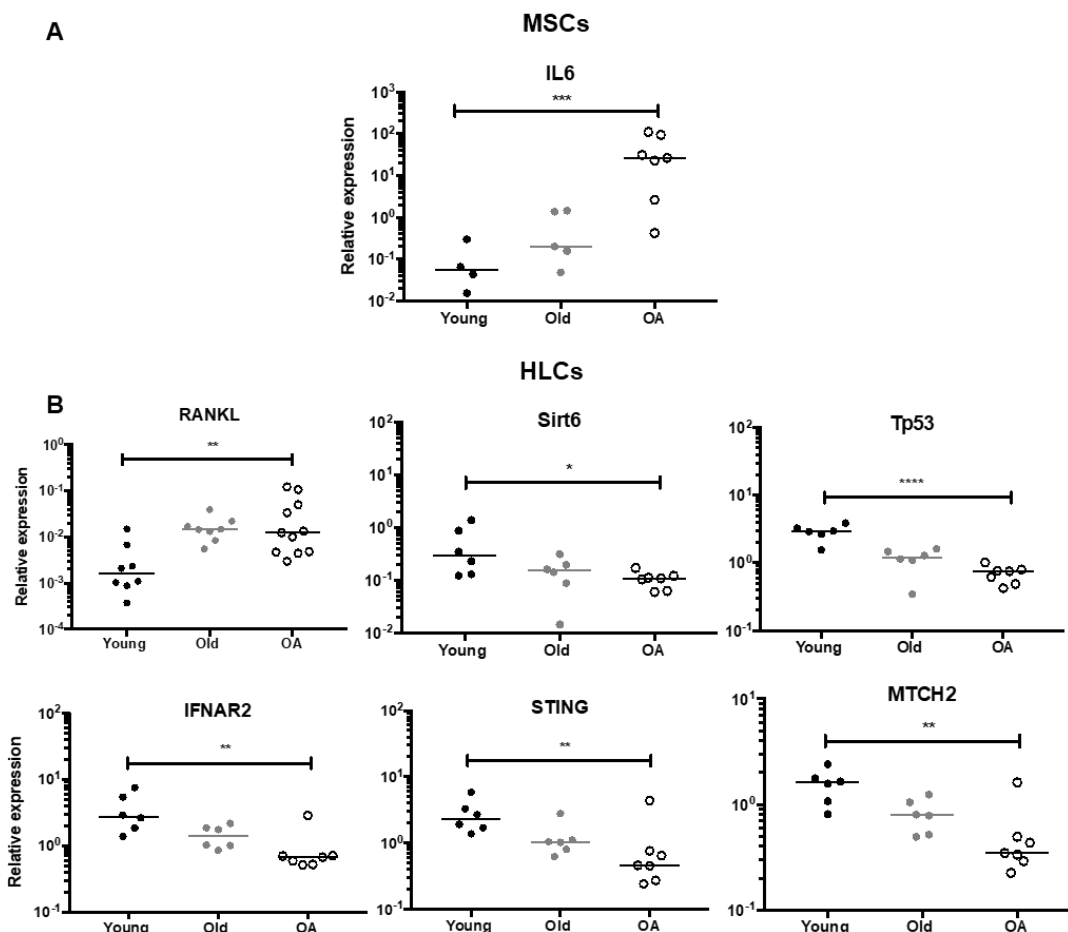 A
MSCs
IL6
***
Relative expression
10³
10²
10¹
10⁰
10⁻¹
10⁻²
Young Old OA
HLCs
B
RANKL
**
Relative expression
10⁰
10⁻¹
10⁻²
10⁻³
10⁻⁴
Young Old OA
Sirt6
*
10²
10¹
10⁰
10⁻¹
10⁻²
Young Old OA
Tp53
****
10²
10¹
10⁰
10⁻¹
Young Old OA
IFNAR2
**
Relative expression
10²
10¹
10⁰
10⁻¹
Young Old OA
STING
**
10²
10¹
10⁰
10⁻¹
Young Old OA
MTCH2
**
10¹
10⁰
10⁻¹
Young Old OA